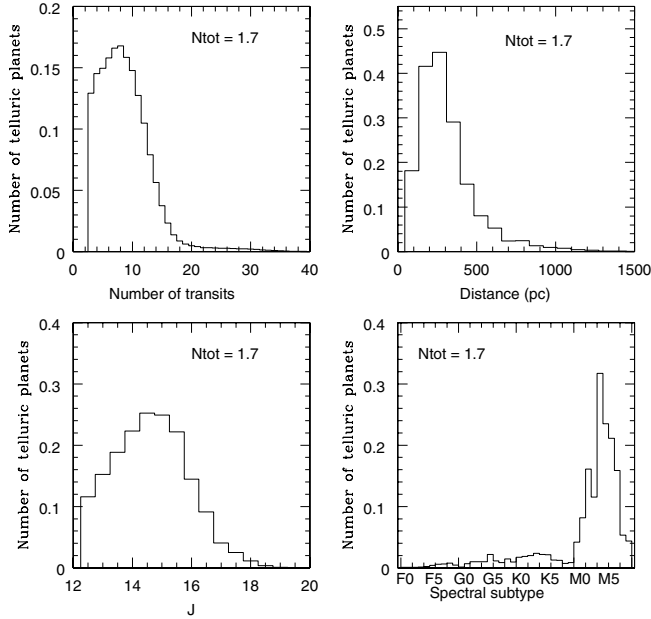 0.2
0.15
0.1
0.05
0
Number of telluric planets
Ntot = 1.7
0 10 20 30 40
Number of transits
0.5
0.4
0.3
0.2
0.1
0
Number of telluric planets
Ntot = 1.7
0 500 1000 1500
Distance (pc)
0.4
0.3
0.2
0.1
0
Number of telluric planets
Ntot = 1.7
12 14 16 18 20
J
0.4
0.3
0.2
0.1
0
Number of telluric planets
Ntot = 1.7
F0 F5 G0 G5 K0 K5 M0 M5
Spectral subtype